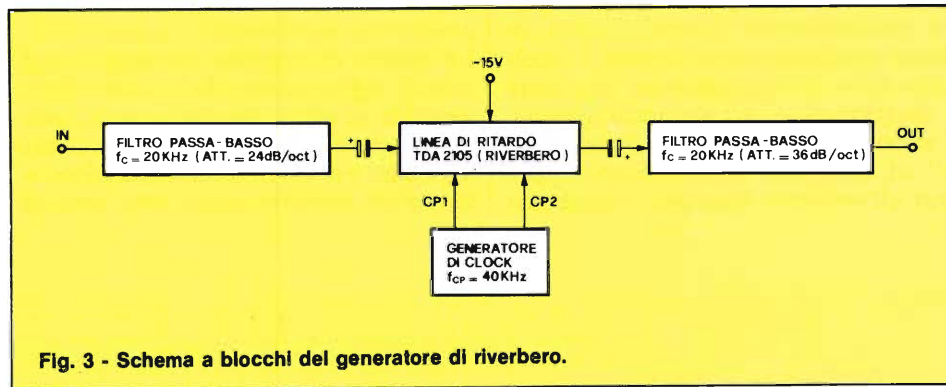 -15V
IN
FILTRO PASSA-BASSO
fC = 20KHz ( ATT. = 24dB/oct )
+
LINEA DI RITARDO
TDA 2105 ( RIVERBERO )
+
FILTRO PASSA-BASSO
fC = 20KHz ( ATT. = 36dB/oct )
OUT
CP1
CP2
GENERATORE
DI CLOCK
fCP = 40KHz
Fig. 3 - Schema a blocchi del generatore di riverbero.